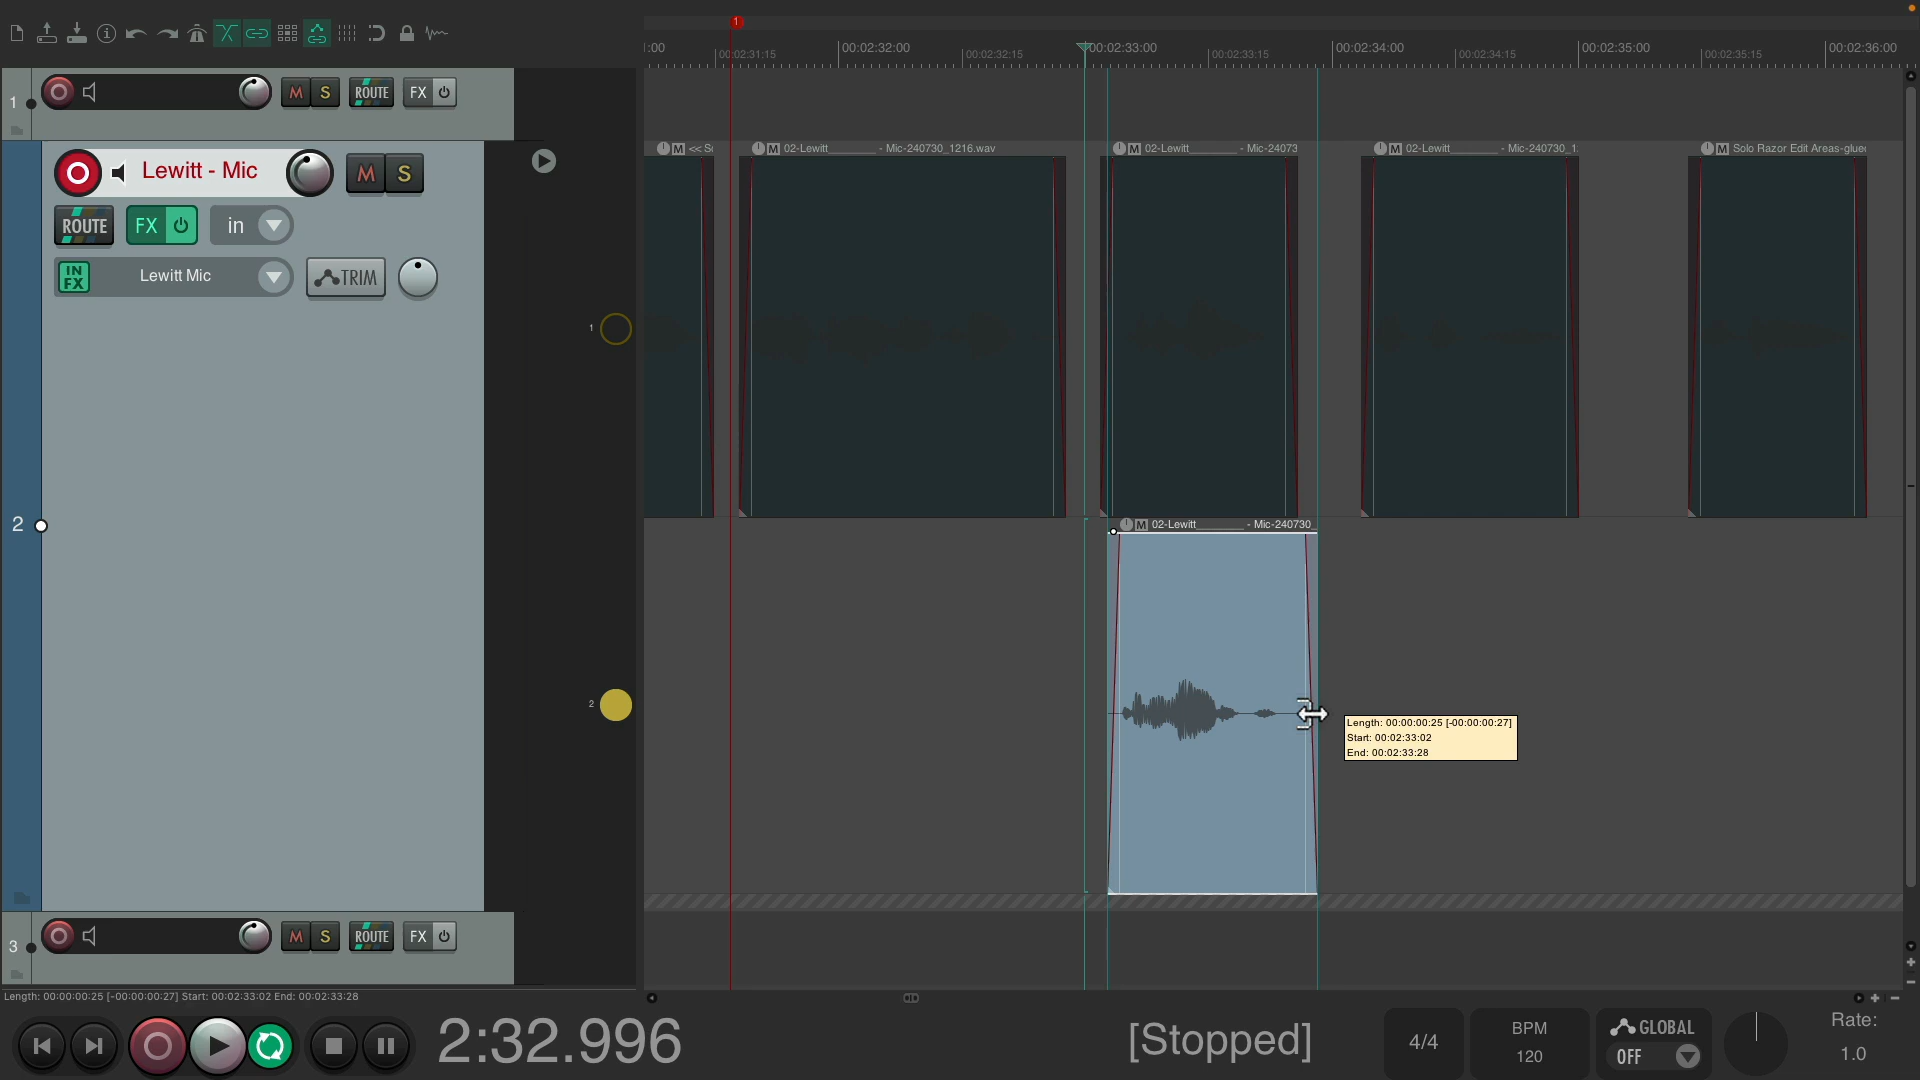 1
:00
00:02:31:15
00:02:32:00
00:02:32:15
00:02:33:00
00:02:33:15
00:02:34:00
00:02:34:15
00:02:35:00
00:02:35:15
00:02:36:00
1
M S ROUTE FX
M <<
M 02-Lewitt________ - Mic-240730_1216.wav
M 02-Lewitt________ - Mic-24073
M 02-Lewitt________ - Mic-240730_1
M Solo Razor Edit Areas-glue
Lewitt - Mic
M S
ROUTE FX in
IN FX
Lewitt Mic
TRIM
1
2
M 02-Lewitt________ - Mic-240730_
2
Length: 00:00:00:25 [-00:00:00:27]
Start: 00:02:33:02
End: 00:02:33:28
3
M S ROUTE FX
Length: 00:00:00:25 [-00:00:00:27] Start: 00:02:33:02 End: 00:02:33:28
2:32.996
[Stopped]
4/4
BPM
120
GLOBAL
OFF
Rate:
1.0